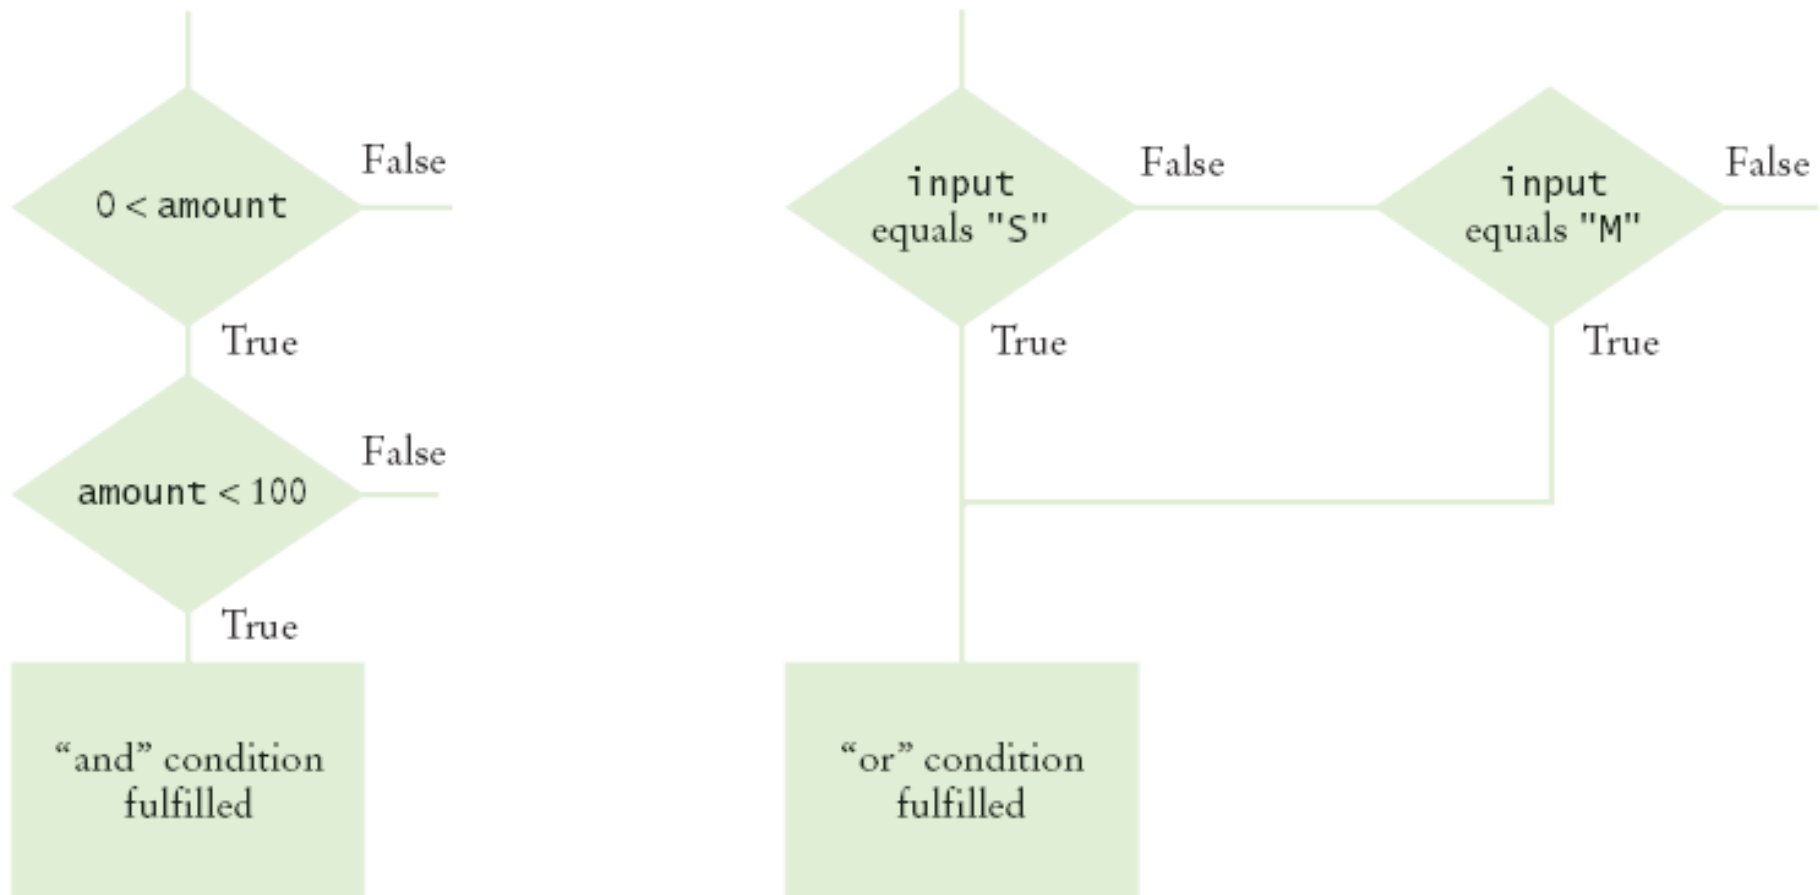 False
0 < amount
True
False
amount < 100
True
“and” condition
fulfilled
False
input
equals "S"
True
False
input
equals "M"
True
“or” condition
fulfilled